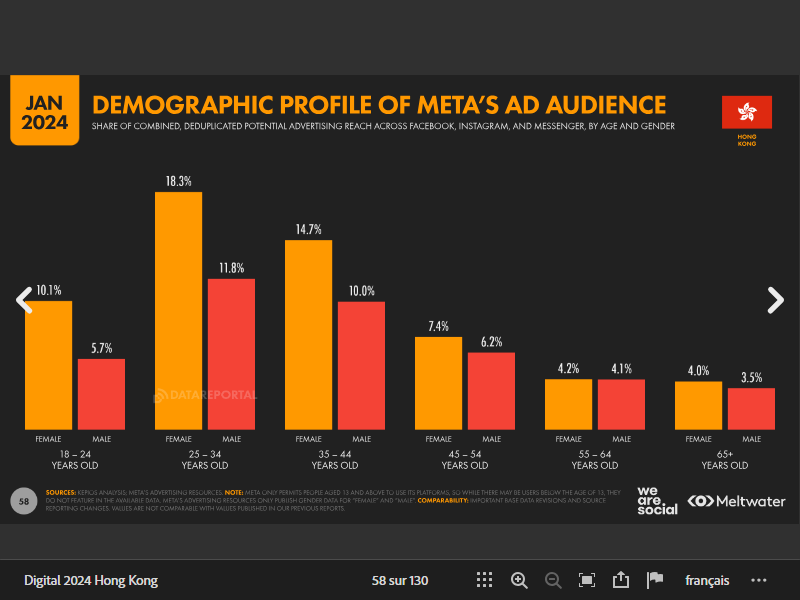 JAN
2024
DEMOGRAPHIC PROFILE OF META'S AD AUDIENCE
SHARE OF COMBINED, DEDUPLICATED POTENTIAL ADVERTISING REACH ACROSS FACEBOOK, INSTAGRAM, AND MESSENGER, BY AGE AND GENDER
HONG
KONG
10.1%
5.7%
18.3%
11.8%
14.7%
10.0%
7.4%
6.2%
4.2%
4.1%
4.0%
3.5%
DATAREPORTAL
FEMALE MALE FEMALE MALE FEMALE MALE FEMALE MALE FEMALE MALE FEMALE MALE
18 – 24 25 – 34 35 – 44 45 – 54 55 – 64 65+
YEARS OLD YEARS OLD YEARS OLD YEARS OLD YEARS OLD YEARS OLD
58
SOURCES: KEPIOS ANALYSIS; META'S ADVERTISING RESOURCES. NOTE: META ONLY PERMITS PEOPLE AGED 13 AND ABOVE TO USE ITS PLATFORMS, SO WHILE THERE MAY BE USERS BELOW THE AGE OF 13, THEY
DO NOT FEATURE IN THE AVAILABLE DATA. META'S ADVERTISING RESOURCES ONLY PUBLISH GENDER DATA FOR "FEMALE" AND "MALE". COMPARABILITY: IMPORTANT BASE DATA REVISIONS AND SOURCE
REPORTING CHANGES. VALUES ARE NOT COMPARABLE WITH VALUES PUBLISHED IN OUR PREVIOUS REPORTS.
we
are.
social
Meltwater
Digital 2024 Hong Kong
58 sur 130
français